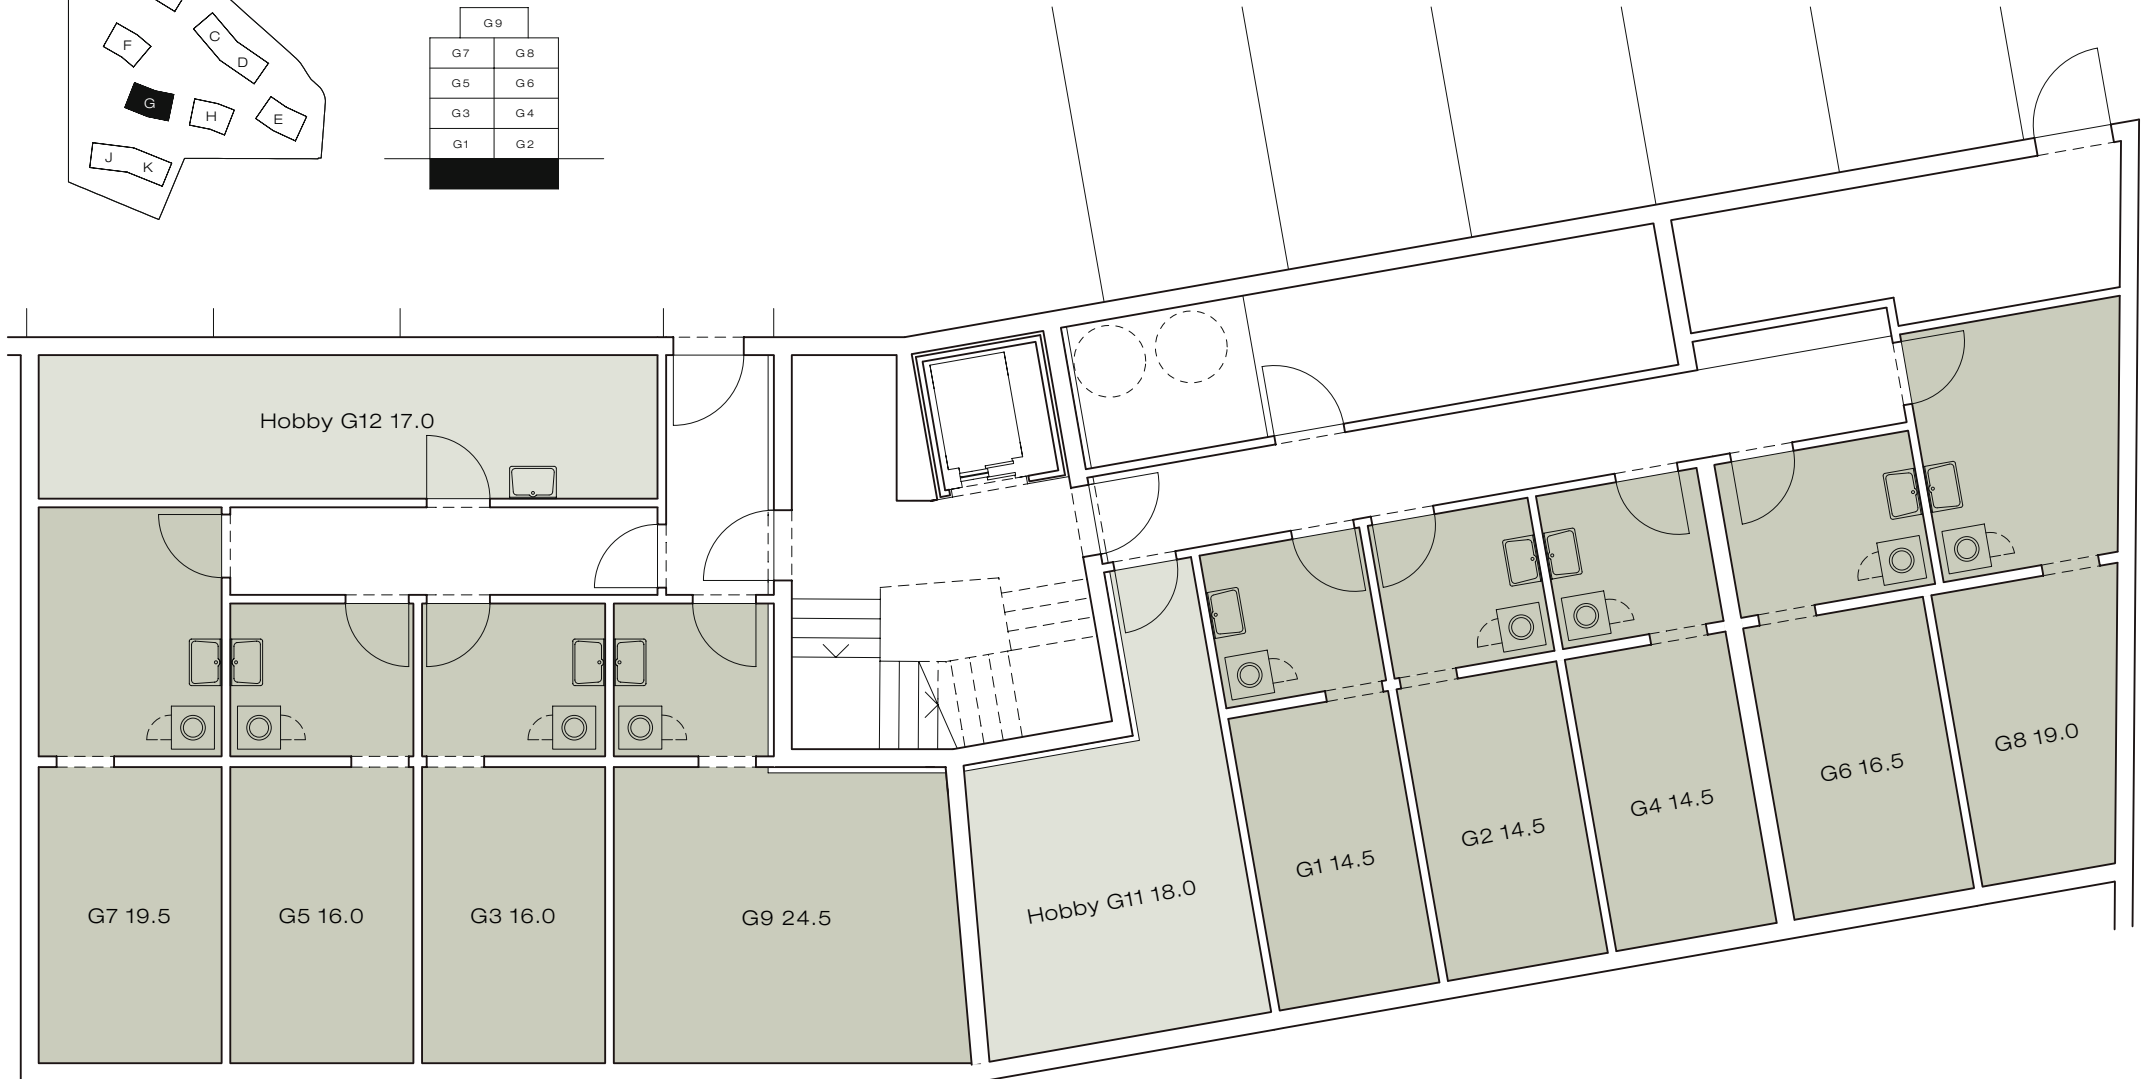 F
C
D
G
H
E
J
K
G9
G7 G8
G5 G6
G3 G4
G1 G2
Hobby G12 17.0
G7 19.5
G5 16.0
G3 16.0
G9 24.5
Hobby G11 18.0
G1 14.5
G2 14.5
G4 14.5
G6 16.5
G8 19.0